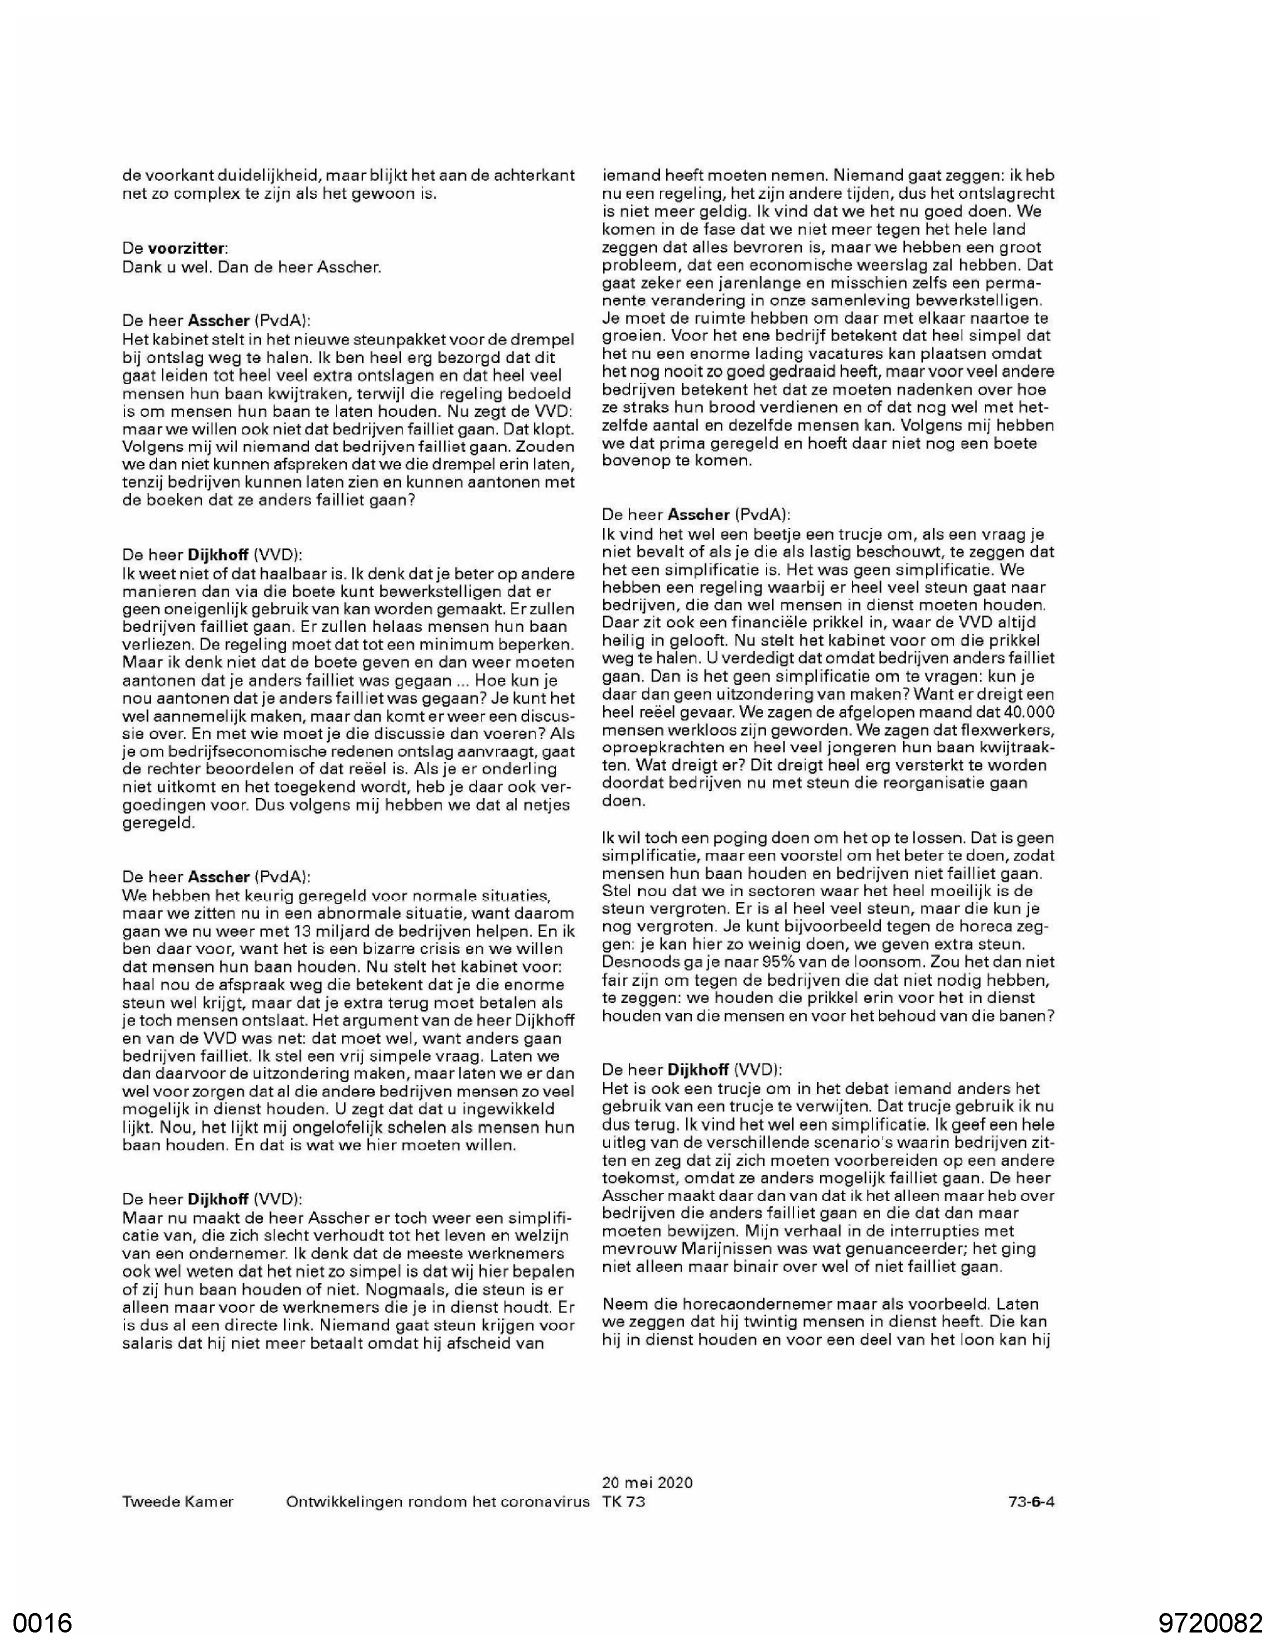 de voorkant duidelijkheid, maar blijkt het aan de achterkant
net zo complex te zijn als het gewoon is.
De voorzitter:
Dank u wel. Dan de heer Asscher.
De heer Asscher (PvdA):
Het kabinet stelt in het nieuwe steunpakket voor de drempel
bij ontslag weg te halen. Ik ben heel erg bezorgd dat dit
gaat leiden tot heel veel extra ontslagen en dat heel veel
mensen hun baan kwijtraken, terwijl die regeling bedoeld
is om mensen hun baan te laten houden. Nu zegt de VVD:
maar we willen ook niet dat bedrijven failliet gaan. Dat klopt.
Volgens mij wil niemand dat bedrijven failliet gaan. Zouden
we dan niet kunnen afspreken dat we die drempel erin laten,
tenzij bedrijven kunnen laten zien en kunnen aantonen met
de boeken dat ze anders failliet gaan?
De heer Dijkhoff (VVD):
Ik weet niet of dat haalbaar is. Ik denk dat je beter op andere
manieren dan via die boete kunt bewerkstelligen dat er
geen oneigenlijk gebruik van kan worden gemaakt. Er zullen
bedrijven failliet gaan. Er zullen helaas mensen hun baan
verliezen. De regeling moet dat tot een minimum beperken.
Maar ik denk niet dat de boete geven en dan weer moeten
aantonen dat je anders failliet was gegaan ... Hoe kun je
nou aantonen dat je anders failliet was gegaan? Je kunt het
wel aannemelijk maken, maar dan komt er weer een discus-
sie over. En met wie moet je die discussie dan voeren? Als
je om bedrijfseconomische redenen ontslag aanvraagt, gaat
de rechter beoordelen of dat reëel is. Als je er onderling
niet uitkomt en het toegekend wordt, heb je daar ook ver-
goedingen voor. Dus volgens mij hebben we dat al netjes
geregeld.
De heer Asscher (PvdA):
We hebben het keurig geregeld voor normale situaties,
maar we zitten nu in een abnormale situatie, want daarom
gaan we nu weer met 13 miljard de bedrijven helpen. En ik
ben daar voor, want het is een bizarre crisis en we willen
dat mensen hun baan houden. Nu stelt het kabinet voor:
haal nou de afspraak weg die betekent dat je die enorme
steun wel krijgt, maar dat je extra terug moet betalen als
je toch mensen ontslaat. Het argument van de heer Dijkhoff
en van de VVD was net: dat moet wel, want anders gaan
bedrijven failliet. Ik stel een vrij simpele vraag. Laten we
dan daarvoor de uitzondering maken, maar laten we er dan
wel voor zorgen dat al die andere bedrijven mensen zo veel
mogelijk in dienst houden. U zegt dat dat u ingewikkeld
lijkt. Nou, het lijkt mij ongelofelijk schelen als mensen hun
baan houden. En dat is wat we hier moeten willen.
De heer Dijkhoff (VVD):
Maar nu maakt de heer Asscher er toch weer een simplifi-
catie van, die zich slecht verhoudt tot het leven en welzijn
van een ondernemer. Ik denk dat de meeste werknemers
ook wel weten dat het niet zo simpel is dat wij hier bepalen
of zij hun baan houden of niet. Nogmaals, die steun is er
alleen maar voor de werknemers die je in dienst houdt. Er
is dus al een directe link. Niemand gaat steun krijgen voor
salaris dat hij niet meer betaalt omdat hij afscheid van
iemand heeft moeten nemen. Niemand gaat zeggen: ik heb
nu een regeling, het zijn andere tijden, dus het ontslagrecht
is niet meer geldig. Ik vind dat we het nu goed doen. We
komen in de fase dat we niet meer tegen het hele land
zeggen dat alles bevroren is, maar we hebben een groot
probleem, dat een economische weerslag zal hebben. Dat
gaat zeker een jarenlange en misschien zelfs een perma-
nente verandering in onze samenleving bewerkstelligen.
Je moet de ruimte hebben om daar met elkaar naartoe te
groeien. Voor het ene bedrijf betekent dat heel simpel dat
het nu een enorme lading vacatures kan plaatsen omdat
het nog nooit zo goed gedraaid heeft, maar voor veel andere
bedrijven betekent het dat ze moeten nadenken over hoe
ze straks hun brood verdienen en of dat nog wel met het-
zelfde aantal en dezelfde mensen kan. Volgens mij hebben
we dat prima geregeld en hoeft daar niet nog een boete
bovenop te komen.
De heer Asscher (PvdA):
Ik vind het wel een beetje een trucje om, als een vraag je
niet bevalt of als je die als lastig beschouwt, te zeggen dat
het een simplificatie is. Het was geen simplificatie. We
hebben een regeling waarbij er heel veel steun gaat naar
bedrijven, die dan wel mensen in dienst moeten houden.
Daar zit ook een financiële prikkel in, waar de VVD altijd
heilig in gelooft. Nu stelt het kabinet voor om die prikkel
weg te halen. U verdedigt dat omdat bedrijven anders failliet
gaan. Dan is het geen simplificatie om te vragen: kun je
daar dan geen uitzondering van maken? Want er dreigt een
heel reëel gevaar. We zagen de afgelopen maand dat 40.000
mensen werkloos zijn geworden. We zagen dat flexwerkers,
oproepkrachten en heel veel jongeren hun baan kwijtraak-
ten. Wat dreigt er? Dit dreigt heel erg versterkt te worden
doordat bedrijven nu met steun die reorganisatie gaan
doen.
Ik wil toch een poging doen om het op te lossen. Dat is geen
simplificatie, maar een voorstel om het beter te doen, zodat
mensen hun baan houden en bedrijven niet failliet gaan.
Stel nou dat we in sectoren waar het heel moeilijk is de
steun vergroten. Er is al heel veel steun, maar die kun je
nog vergroten. Je kunt bijvoorbeeld tegen de horeca zeg-
gen: je kan hier zo weinig doen, we geven extra steun.
Desnoods ga je naar 95% van de loonsom. Zou het dan niet
fair zijn om tegen de bedrijven die dat niet nodig hebben,
te zeggen: we houden die prikkel erin voor het in dienst
houden van die mensen en voor het behoud van die banen?
De heer Dijkhoff (VVD):
Het is ook een trucje om in het debat iemand anders het
gebruik van een trucje te verwijten. Dat trucje gebruik ik nu
dus terug. Ik vind het wel een simplificatie. Ik geef een hele
uitleg van de verschillende scenario's waarin bedrijven zit-
ten en zeg dat zij zich moeten voorbereiden op een andere
toekomst, omdat ze anders mogelijk failliet gaan. De heer
Asscher maakt daar dan van dat ik het alleen maar heb over
bedrijven die anders failliet gaan en die dat dan maar
moeten bewijzen. Mijn verhaal in de interrupties met
mevrouw Marijnissen was wat genuanceerder; het ging
niet alleen maar binair over wel of niet failliet gaan.
Neem die horecaondernemer maar als voorbeeld. Laten
we zeggen dat hij twintig mensen in dienst heeft. Die kan
hij in dienst houden en voor een deel van het loon kan hij
20 mei 2020
Tweede Kamer Ontwikkelingen rondom het coronavirus TK 73 73-6-4
0016 9720082